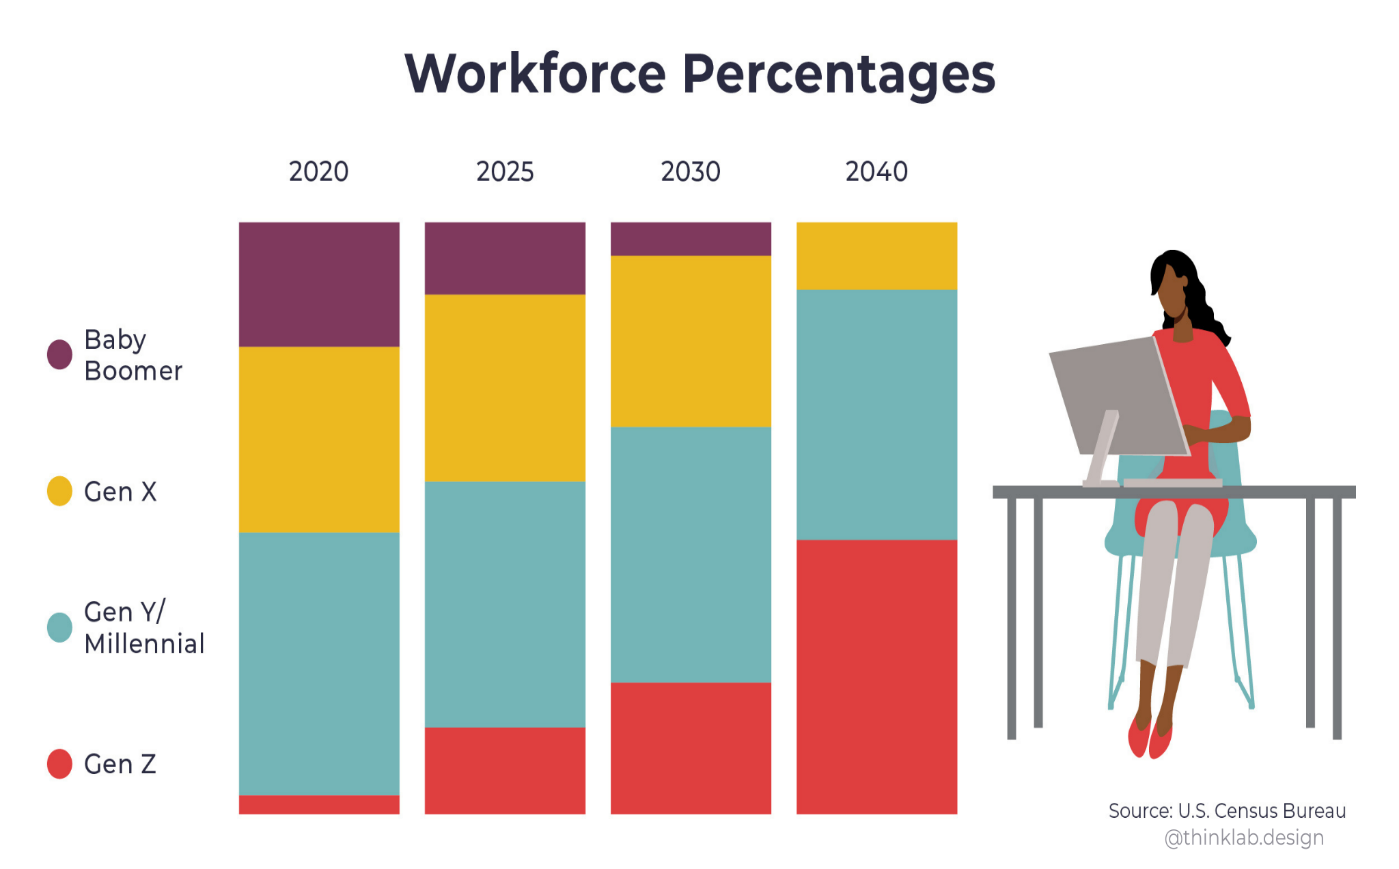 Workforce Percentages
2020 2025 2030 2040
Baby
Boomer
Gen X
Gen Y/
Millennial
Gen Z
Source: U.S. Census Bureau
@thinklab.design